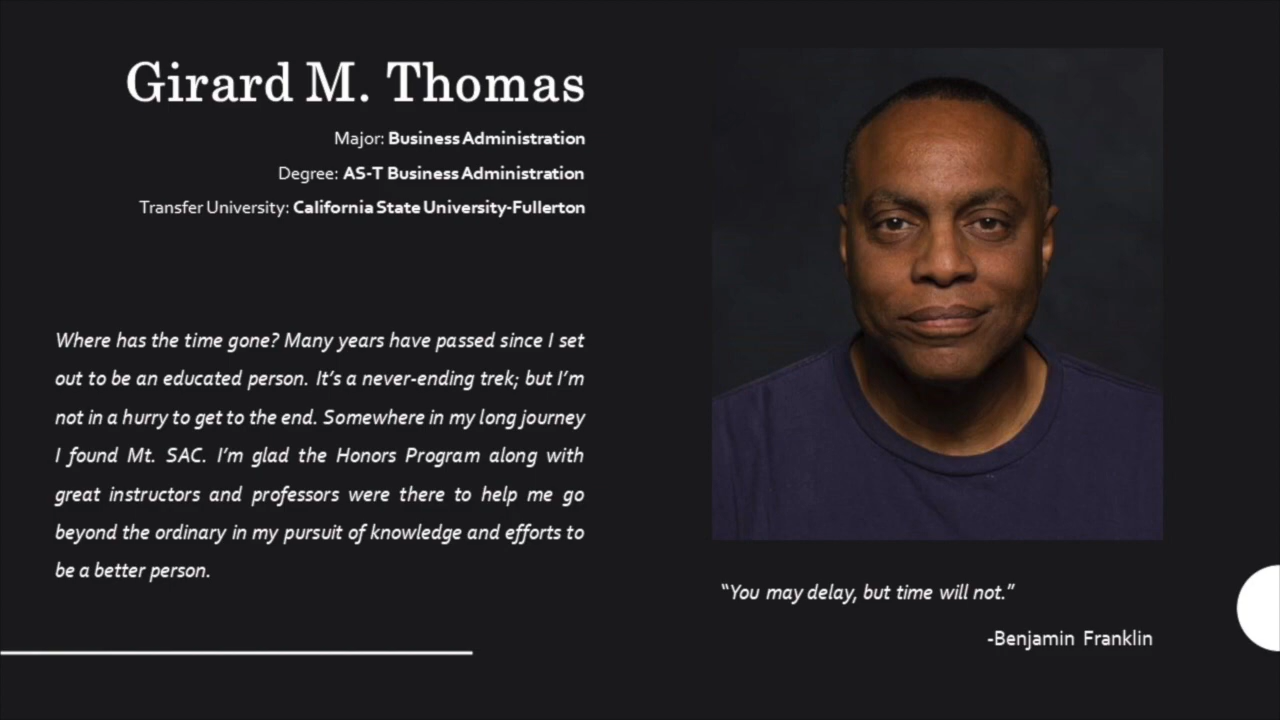 Girard M. Thomas
Major: Business Administration
Degree: AS-T Business Administration
Transfer University: California State University-Fullerton
Where has the time gone? Many years have passed since I set
out to be an educated person. It’s a never-ending trek; but I’m
not in a hurry to get to the end. Somewhere in my long journey
I found Mt. SAC. I’m glad the Honors Program along with
great instructors and professors were there to help me go
beyond the ordinary in my pursuit of knowledge and efforts to
be a better person.
“You may delay, but time will not.”
-Benjamin Franklin